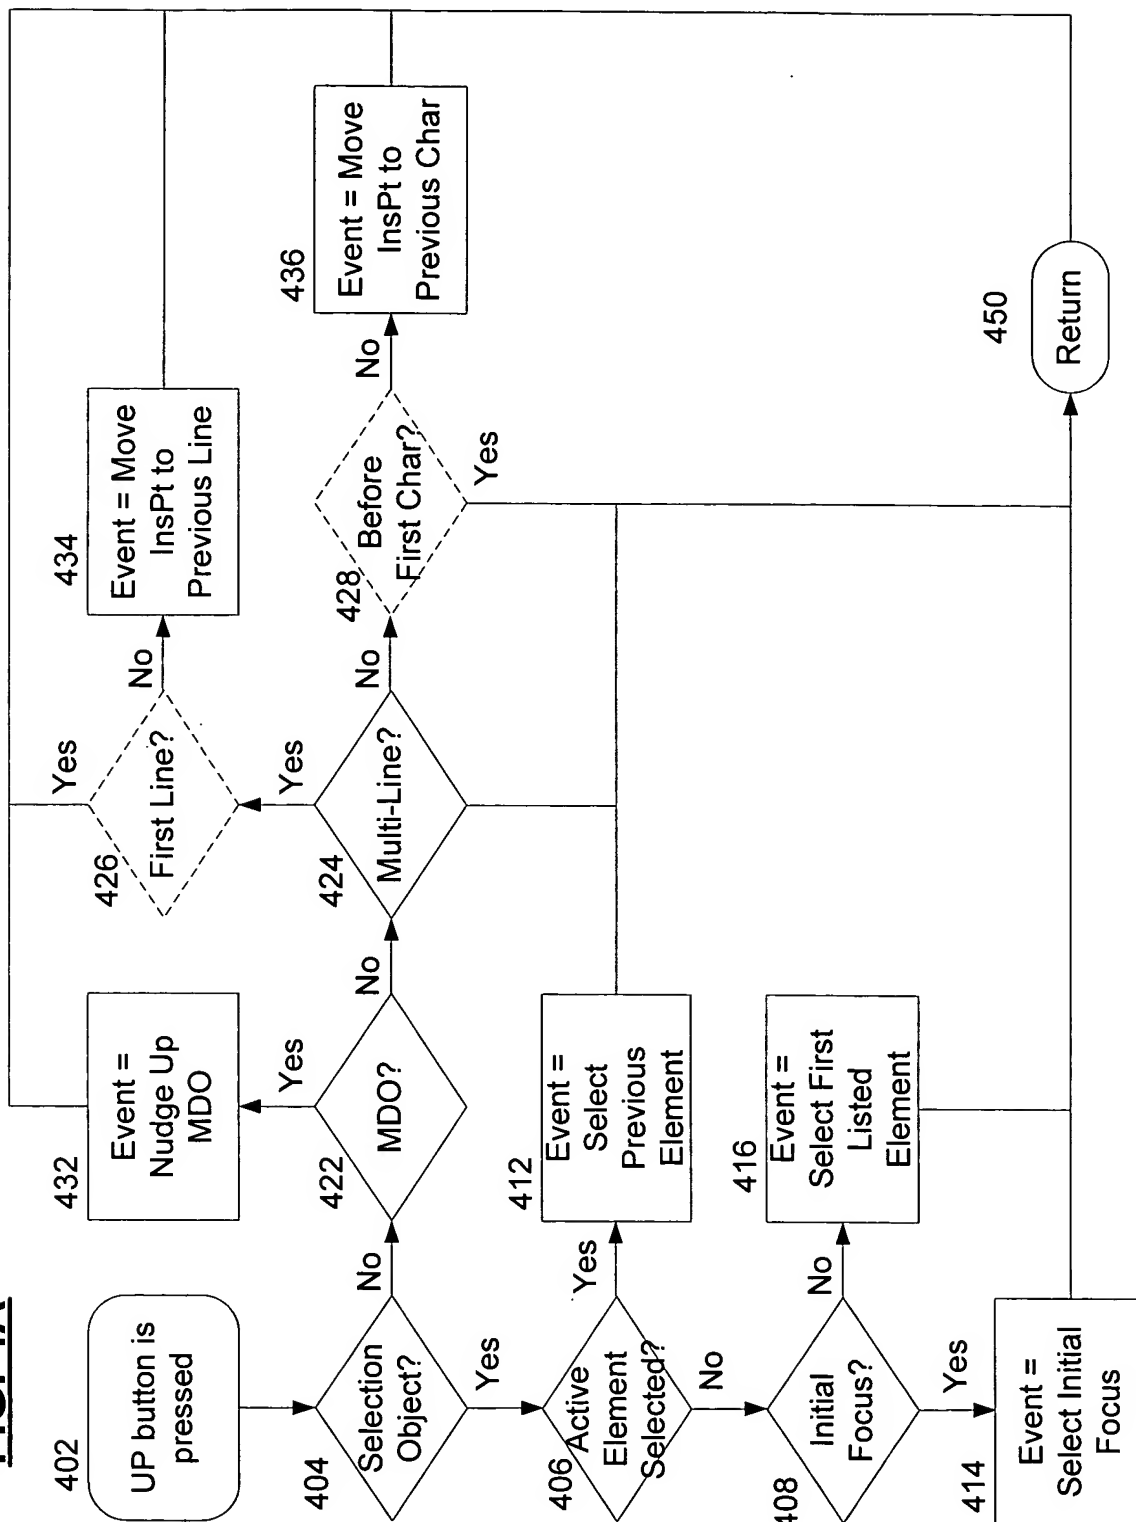 402
UP button is
pressed
404
Selection
Object?
No
Yes
406
Active
Element
Selected?
Yes
No
408
Initial
Focus?
No
Yes
414
Event =
Select Initial
Focus
416
Event =
Select First
Listed
Element
412
Event =
Select
Previous
Element
422
MDO?
Yes
No
432
Event =
Nudge Up
MDO
424
Multi-Line?
Yes
No
426
First Line?
Yes
No
434
Event = Move
InsPt to
Previous Line
428
Before
First Char?
No
Yes
436
Event = Move
InsPt to
Previous Char
450
Return